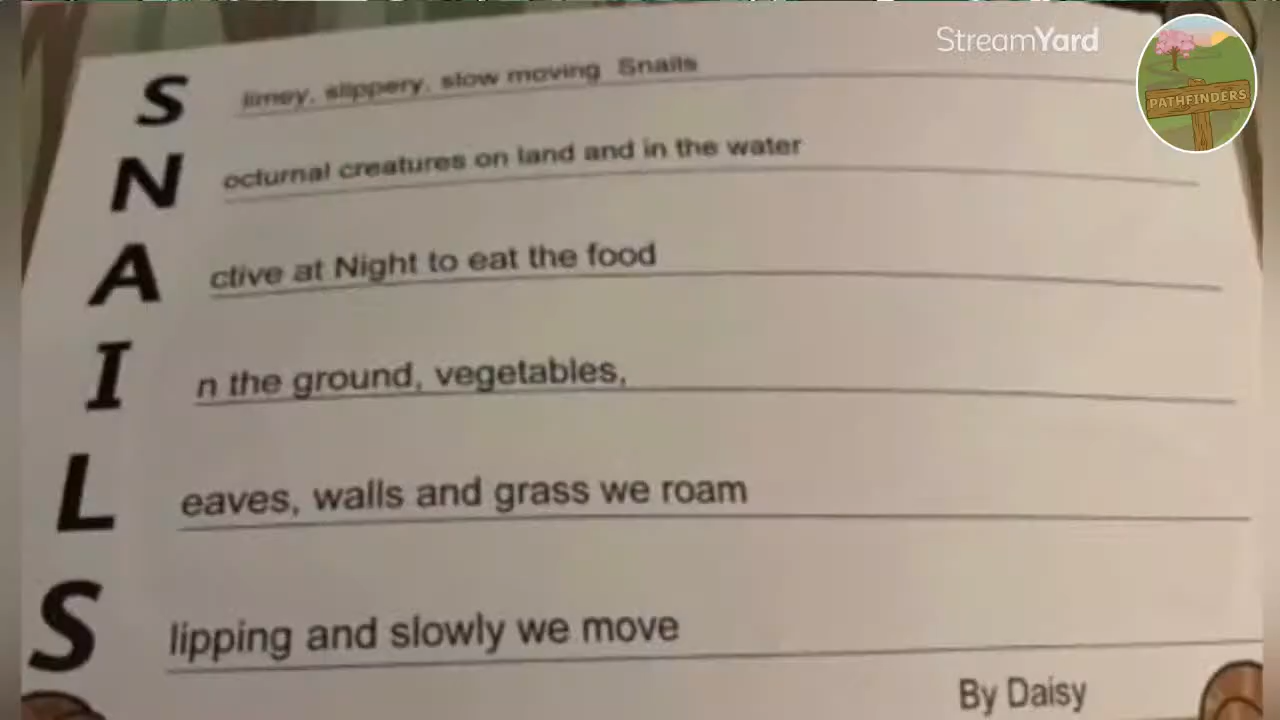 StreamYard
PATHFINDERS
S limey, slippery, slow moving Snails
N octurnal creatures on land and in the water
A ctive at Night to eat the food
I n the ground, vegetables,
L eaves, walls and grass we roam
S lipping and slowly we move
By Daisy